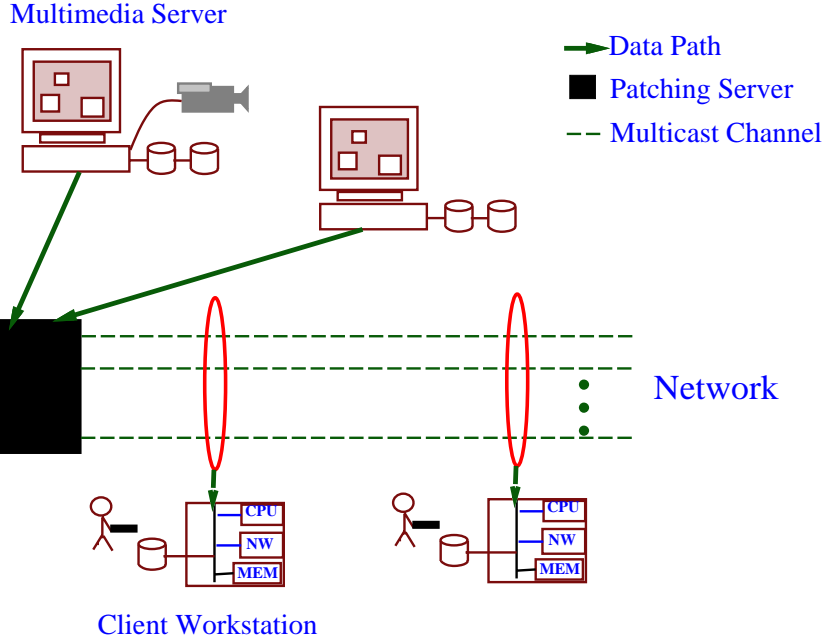 Multimedia Server
Data Path
Patching Server
Multicast Channel
Network
CPU
NW
MEM
CPU
NW
MEM
Client Workstation